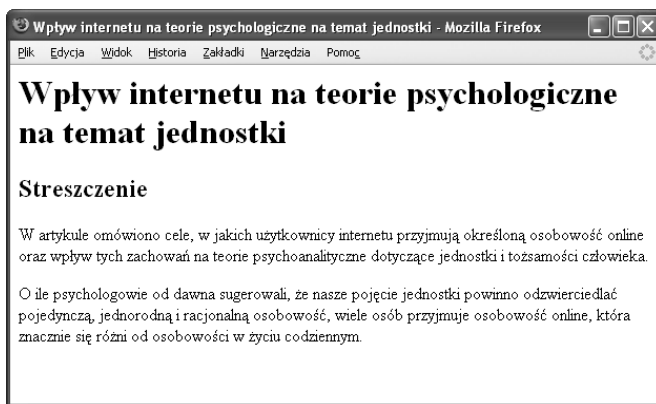 Wpływ internetu na teorie psychologiczne na temat jednostki - Mozilla Firefox
Plik Edycja Widok Historia Zakładki Narzędzia Pomoc
Wpływ internetu na teorie psychologiczne
na temat jednostki
Streszczenie
W artykule omówiono cele, w jakich użytkownicy internetu przyjmują określoną osobowość online
oraz wpływ tych zachowań na teorie psychoanalityczne dotyczące jednostki i tożsamości człowieka.
O ile psychologowie od dawna sugerowali, że nasze pojęcie jednostki powinno odzwierciedlać
pojedynczą, jednorodną i racjonalną osobowość, wiele osób przyjmuje osobowość online, która
znacznie się różni od osobowości w życiu codziennym.